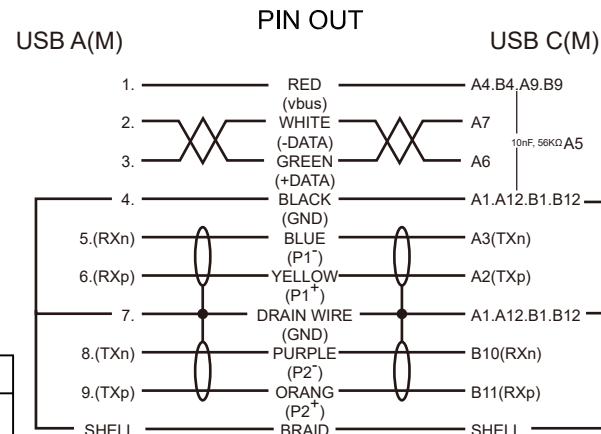 PIN OUT
USB A(M) USB C(M)
1. RED A4.B4.A9.B9
(vbus)
2. WHITE A7
(-DATA) 10nF, 56KΩ A5
3. GREEN A6
(+DATA)
4. BLACK A1.A12.B1.B12
(GND)
5.(RXn) BLUE A3(TXn)
(P1-)
6.(RXp) YELLOW A2(TXp)
(P1+)
7. DRAIN WIRE A1.A12.B1.B12
(GND)
8.(TXn) PURPLE B10(RXn)
(P2-)
9.(TXp) ORANG B11(RXp)
(P2+)
SHELL BRAID SHELL